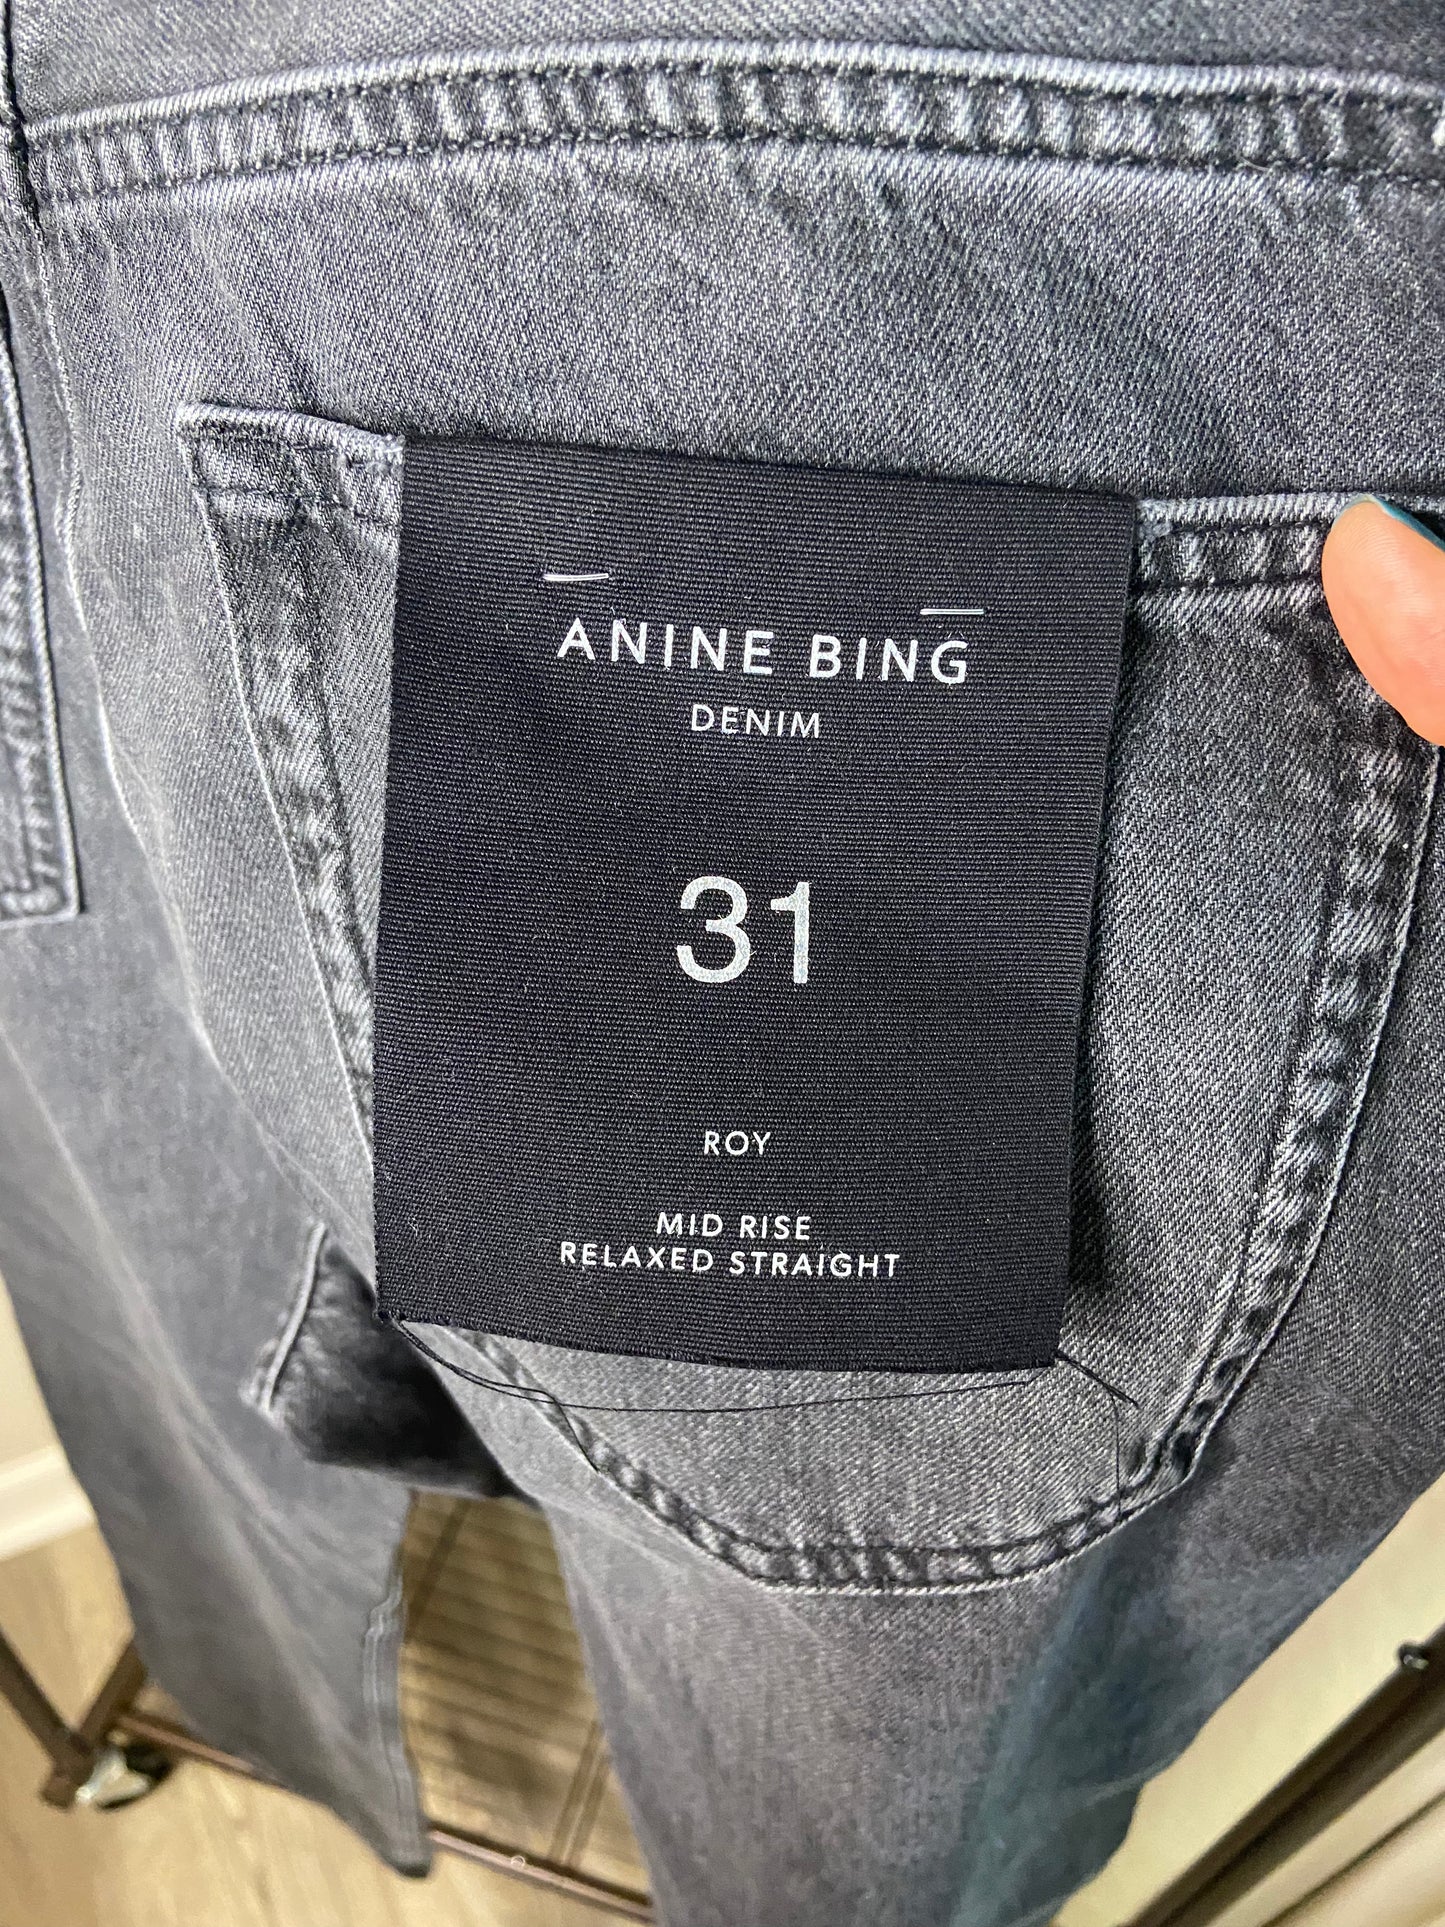 ANINE BING
DENIM
31
ROY
MID RISE
RELAXED STRAIGHT